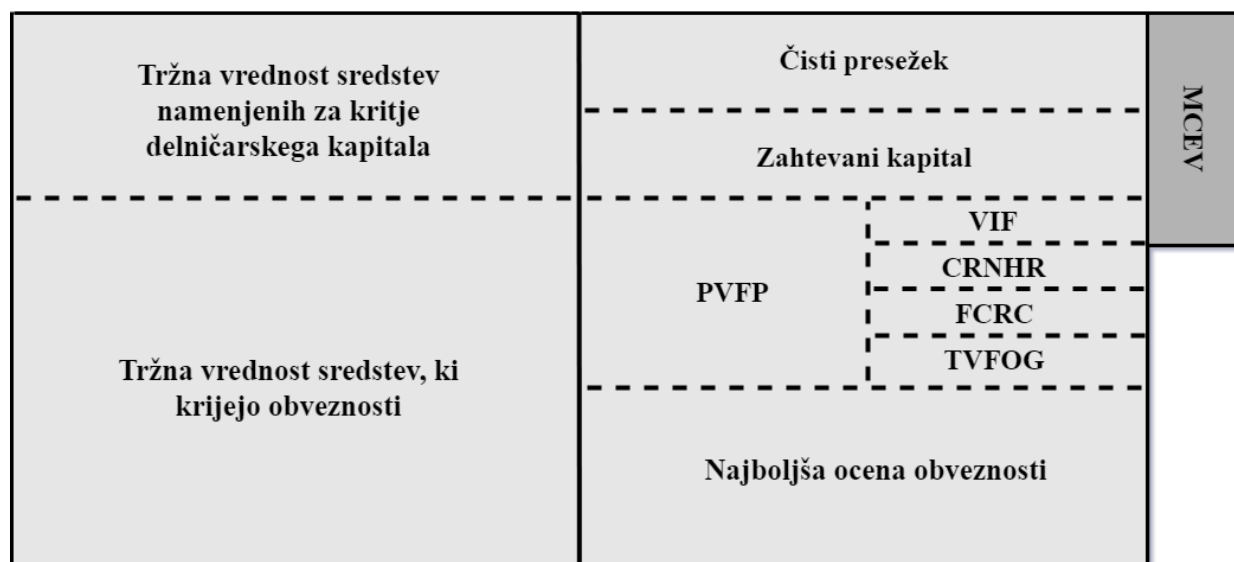 Tržna vrednost sredstev
namenjenih za kritje
delničarskega kapitala
Čisti presežek
Zahtevani kapital
MCEV
Tržna vrednost sredstev, ki
krijejo obveznosti
PVFP
VIF
CRNHR
FCRC
TVFOG
Najboljša ocena obveznosti